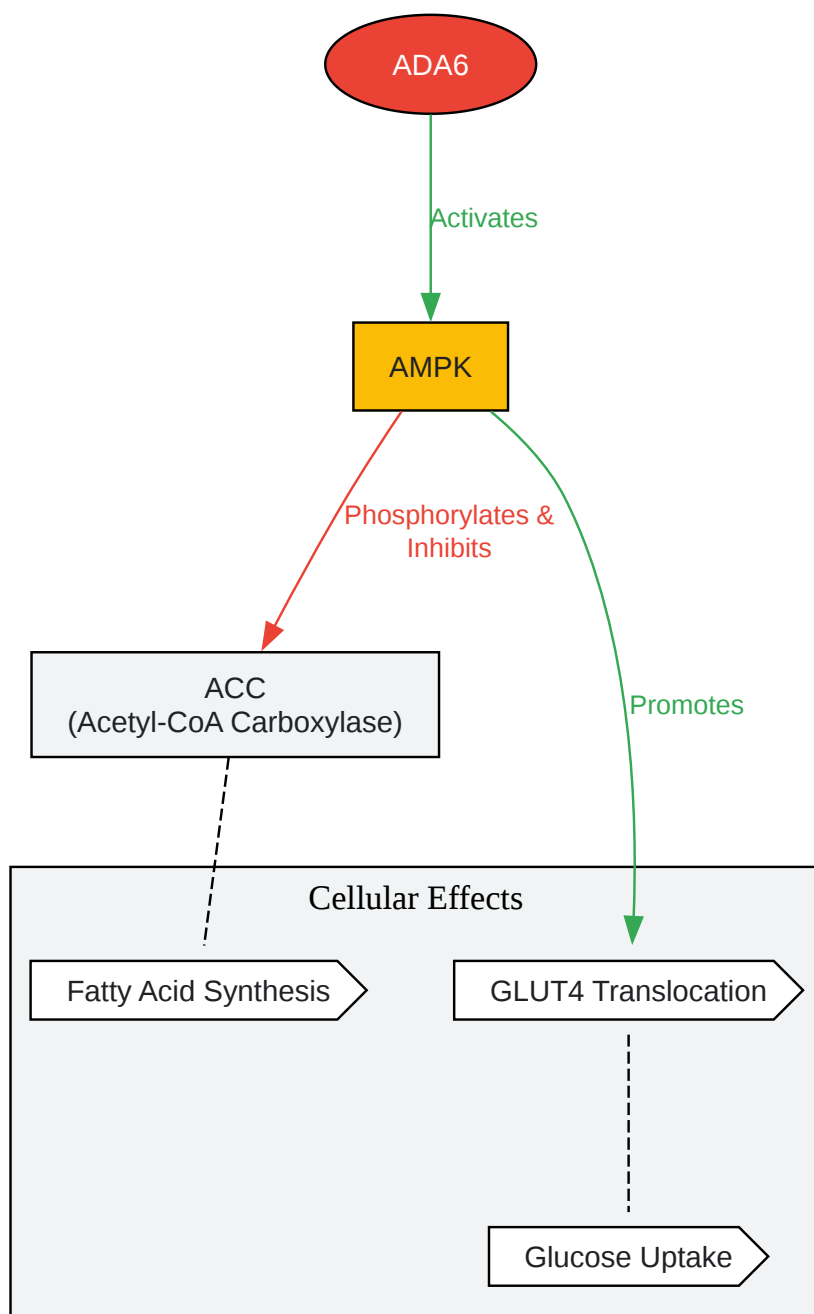 ADA6
Activates
AMPK
Phosphorylates &
Inhibits
ACC
(Acetyl-CoA Carboxylase)
Promotes
Cellular Effects
Fatty Acid Synthesis
GLUT4 Translocation
Glucose Uptake